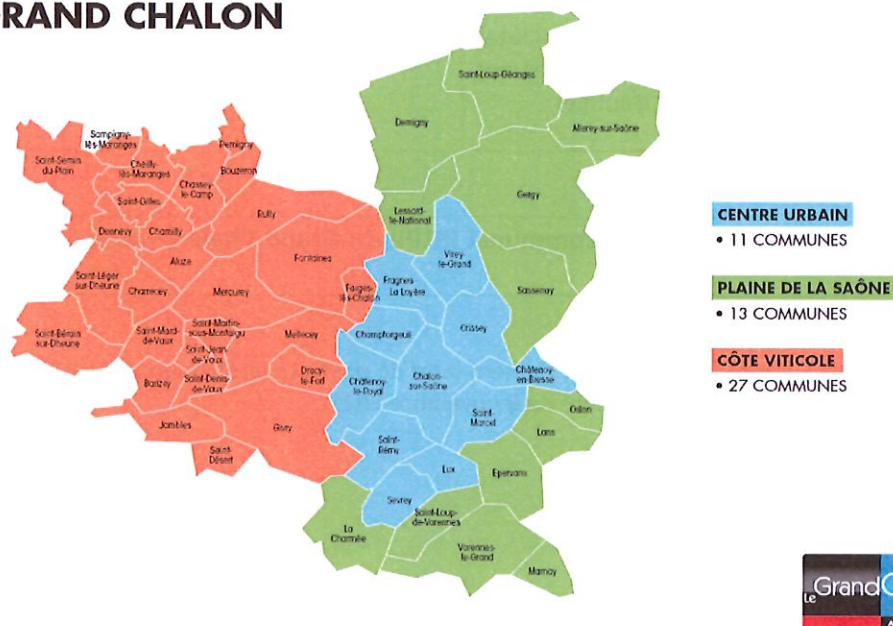 RAND CHALON
Saint-Loup-Géanges
Demigny
Allerey-sur-Saône
Gergy
Lessard-
le-National
Sassenay
Virey-
le-Grand
Fragnes-
La Loyère
Crissey
Champforgeuil
Châtenoy-
le-Royal
Chalon-
sur-Saône
Châtenoy-
en-Bresse
Saint-
Marcel
Saint-
Rémy
Lux
Sevrey
Oslon
Lans
Epervans
Saint-Loup-
de-Varennes
La
Charmée
Varennes-
le-Grand
Marnay
Sampigny-
lès-Maranges
Saint-Sernin
du-Plain
Cheilly-
lès-Maranges
Remigny
Bouzeron
Chassey-
le-Camp
Saint-Gilles
Rully
Dennevy
Chamilly
Aluze
Fontaines
Saint-Léger
sur-Dheune
Charrecey
Mercurey
Farges-
lès-Chalon
Saint-Bérain
sur-Dheune
Saint-Mard-
de-Vaux
Saint-Martin-
sous-Montaigu
Mellecey
Saint-Jean-
de-Vaux
Barizey
Saint-Denis-
de-Vaux
Dracy-
le-Fort
Jambles
Givry
Saint-
Désert
CENTRE URBAIN
• 11 COMMUNES
PLAINE DE LA SAÔNE
• 13 COMMUNES
CÔTE VITICOLE
• 27 COMMUNES
Le Grand